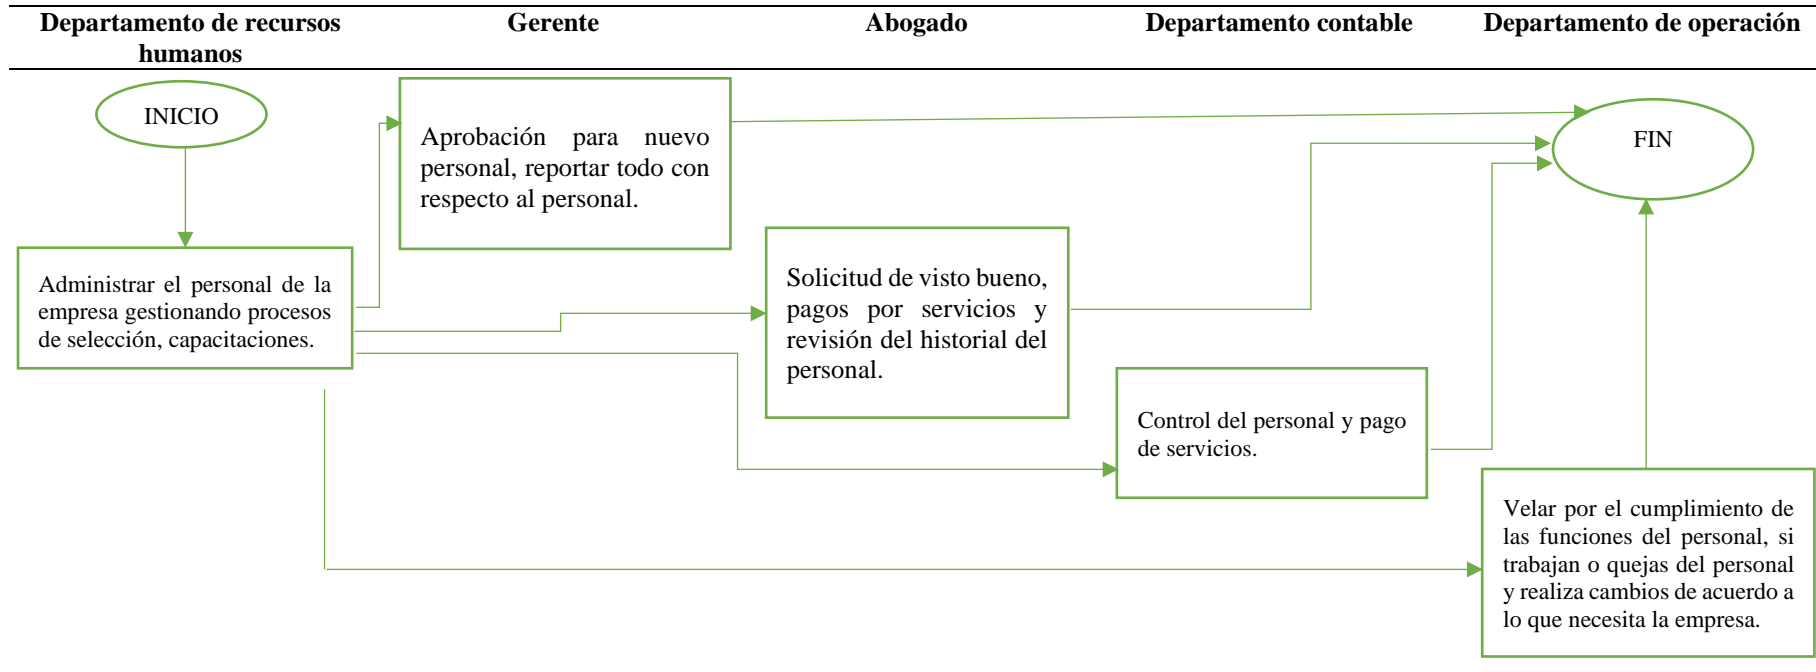 Departamento de recursos
humanos
Gerente
Abogado
Departamento contable
Departamento de operación
INICIO
Administrar el personal de la
empresa gestionando procesos
de selección, capacitaciones.
Aprobación para nuevo
personal, reportar todo con
respecto al personal.
Solicitud de visto bueno,
pagos por servicios y
revisión del historial del
personal.
Control del personal y pago
de servicios.
FIN
Velar por el cumplimiento de
las funciones del personal, si
trabajan o quejas del personal
y realiza cambios de acuerdo a
lo que necesita la empresa.